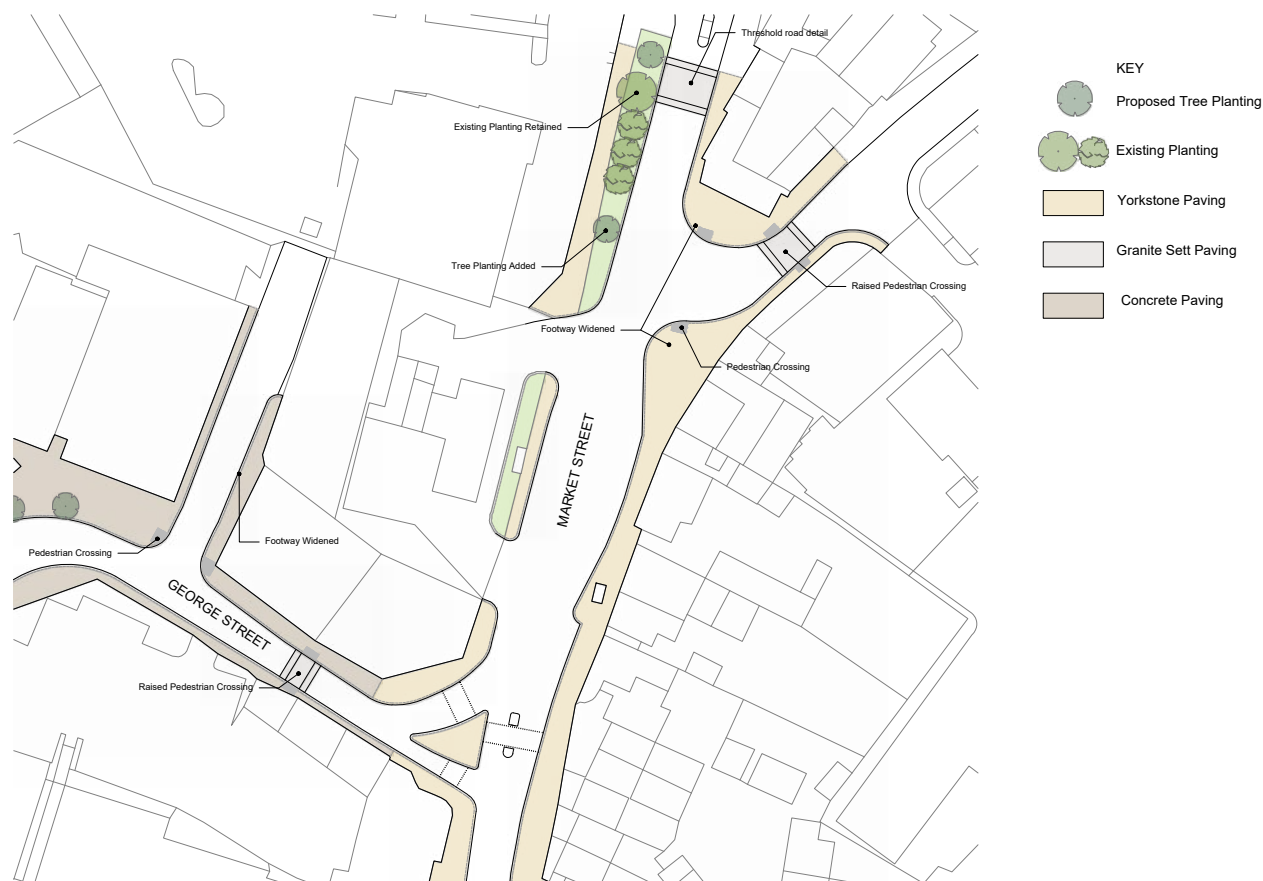 Threshold road detail
KEY
Proposed Tree Planting
Existing Planting Retained
Existing Planting
Yorkstone Paving
Granite Sett Paving
Tree Planting Added
Raised Pedestrian Crossing
Concrete Paving
Footway Widened
Pedestrian Crossing
MARKET STREET
Footway Widened
Pedestrian Crossing
GEORGE STREET
Raised Pedestrian Crossing